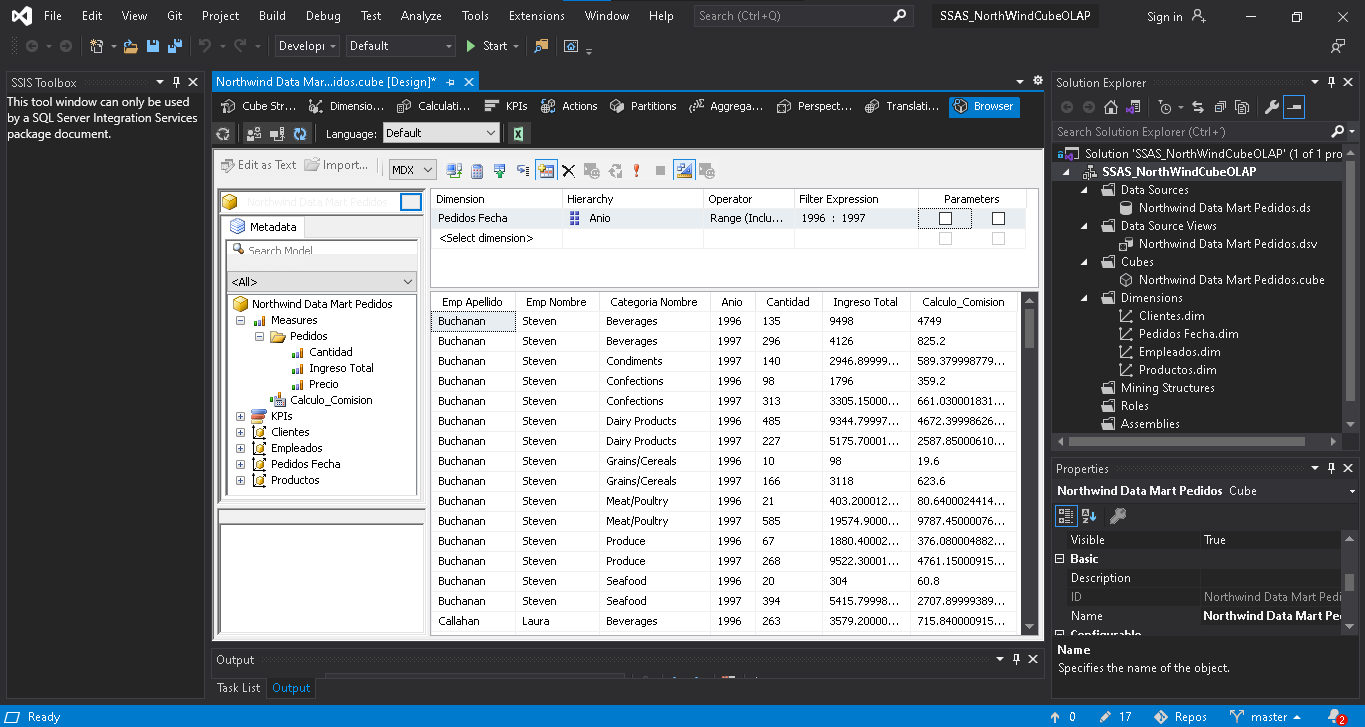 File Edit View Git Project Build Debug Test Analyze Tools Extensions Window Help Search (Ctrl+Q) SSAS_NorthWindCubeOLAP Sign in
Developi Default Start
SSIS Toolbox
This tool window can only be used
by a SQL Server Integration Services
package document.
Northwind Data Mar...idos.cube [Design]*
Cube Str... Dimensio... Calculati... KPIs Actions Partitions Aggrega... Perspect... Translati... Browser
Language: Default
Edit as Text Import... MDX
Northwind Data Mart Pedidos
Metadata
Search Model
<All>
Northwind Data Mart Pedidos
Measures
Pedidos
Cantidad
Ingreso Total
Precio
Calculo_Comision
KPIs
Clientes
Empleados
Pedidos Fecha
Productos
Dimension Hierarchy Operator Filter Expression Parameters
Pedidos Fecha Anio Range (Inclu... 1996 : 1997
<Select dimension>
Emp Apellido Emp Nombre Categoria Nombre Anio Cantidad Ingreso Total Calculo_Comision
Buchanan Steven Beverages 1996 135 9498 4749
Buchanan Steven Beverages 1997 296 4126 825.2
Buchanan Steven Condiments 1997 140 2946.89999... 589.379998779...
Buchanan Steven Confections 1996 98 1796 359.2
Buchanan Steven Confections 1997 313 3305.15000... 661.030001831...
Buchanan Steven Dairy Products 1996 485 9344.79997... 4672.39998626...
Buchanan Steven Dairy Products 1997 227 5175.70001... 2587.85000610...
Buchanan Steven Grains/Cereals 1996 10 98 19.6
Buchanan Steven Grains/Cereals 1997 166 3118 623.6
Buchanan Steven Meat/Poultry 1996 21 403.200012... 80.6400024414...
Buchanan Steven Meat/Poultry 1997 585 19574.9000... 9787.45000076...
Buchanan Steven Produce 1996 67 1880.40002... 376.080004882...
Buchanan Steven Produce 1997 268 9522.30001... 4761.15000915...
Buchanan Steven Seafood 1996 20 304 60.8
Buchanan Steven Seafood 1997 394 5415.79998... 2707.89999389...
Callahan Laura Beverages 1996 263 3579.20000... 715.840000915...
Output
Task List Output
Solution Explorer
Search Solution Explorer (Ctrl+´)
Solution 'SSAS_NorthWindCubeOLAP' (1 of 1 pro
SSAS_NorthWindCubeOLAP
Data Sources
Northwind Data Mart Pedidos.ds
Data Source Views
Northwind Data Mart Pedidos.dsv
Cubes
Northwind Data Mart Pedidos.cube
Dimensions
Clientes.dim
Pedidos Fecha.dim
Empleados.dim
Productos.dim
Mining Structures
Roles
Assemblies
Properties
Northwind Data Mart Pedidos Cube
Visible True
Basic
Description
ID Northwind Data Mart Pedi
Name Northwind Data Mart Pe
Configurable
Name
Specifies the name of the object.
Ready 0 17 Repos master 2